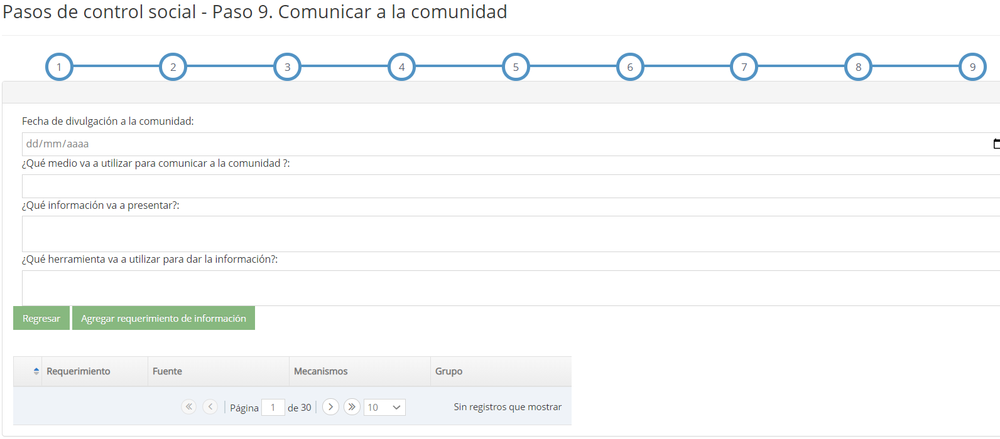 Pasos de control social - Paso 9. Comunicar a la comunidad
1 2 3 4 5 6 7 8 9
Fecha de divulgación a la comunidad:
dd/mm/aaaa
¿Qué medio va a utilizar para comunicar a la comunidad ?:
¿Qué información va a presentar?:
¿Qué herramienta va a utilizar para dar la información?:
Regresar Agregar requerimiento de información
Requerimiento Fuente Mecanismos Grupo
Página 1 de 30 10 Sin registros que mostrar